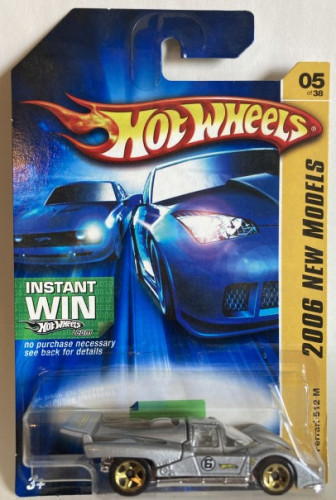 HOT WHEELS
05
of 38
2006 NEW MODELS
Ferrari 512 M
INSTANT
WIN
HOT WHEELS
.com
no purchase necessary
see back for details
6
3+